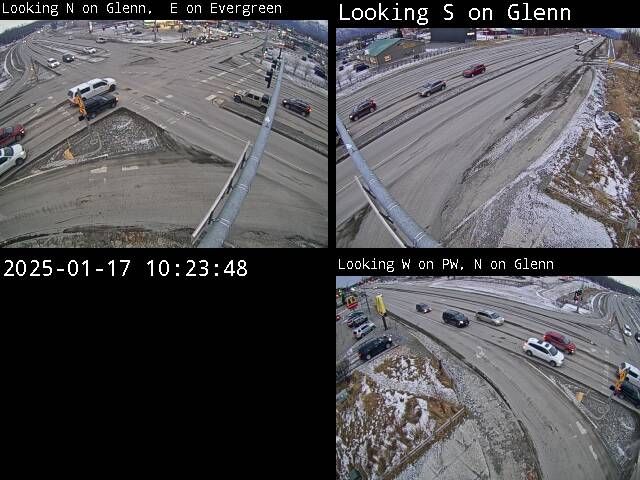 Looking N on Glenn, E on Evergreen
Looking S on Glenn
2025-01-17 10:23:48
Looking W on PW, N on Glenn